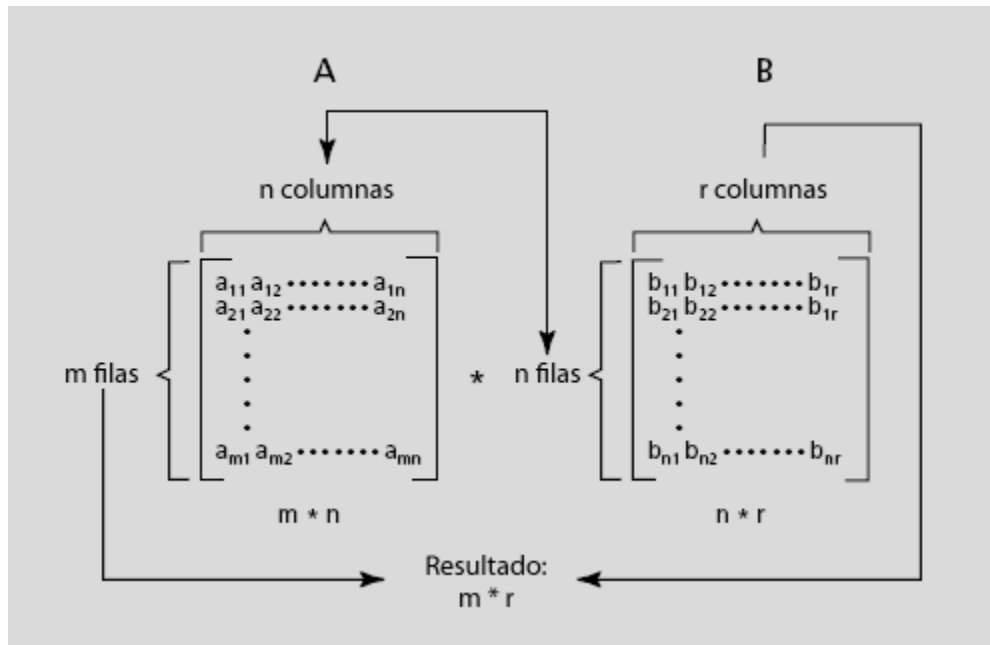 A B
n columnas r columnas
a11 a12 ······· a1n b11 b12 ······· b1r
a21 a22 ······· a2n b21 b22 ······· b1r
m filas * n filas
am1 am2 ······· amn bn1 bn2 ······· bnr
m * n n * r
Resultado:
m * r